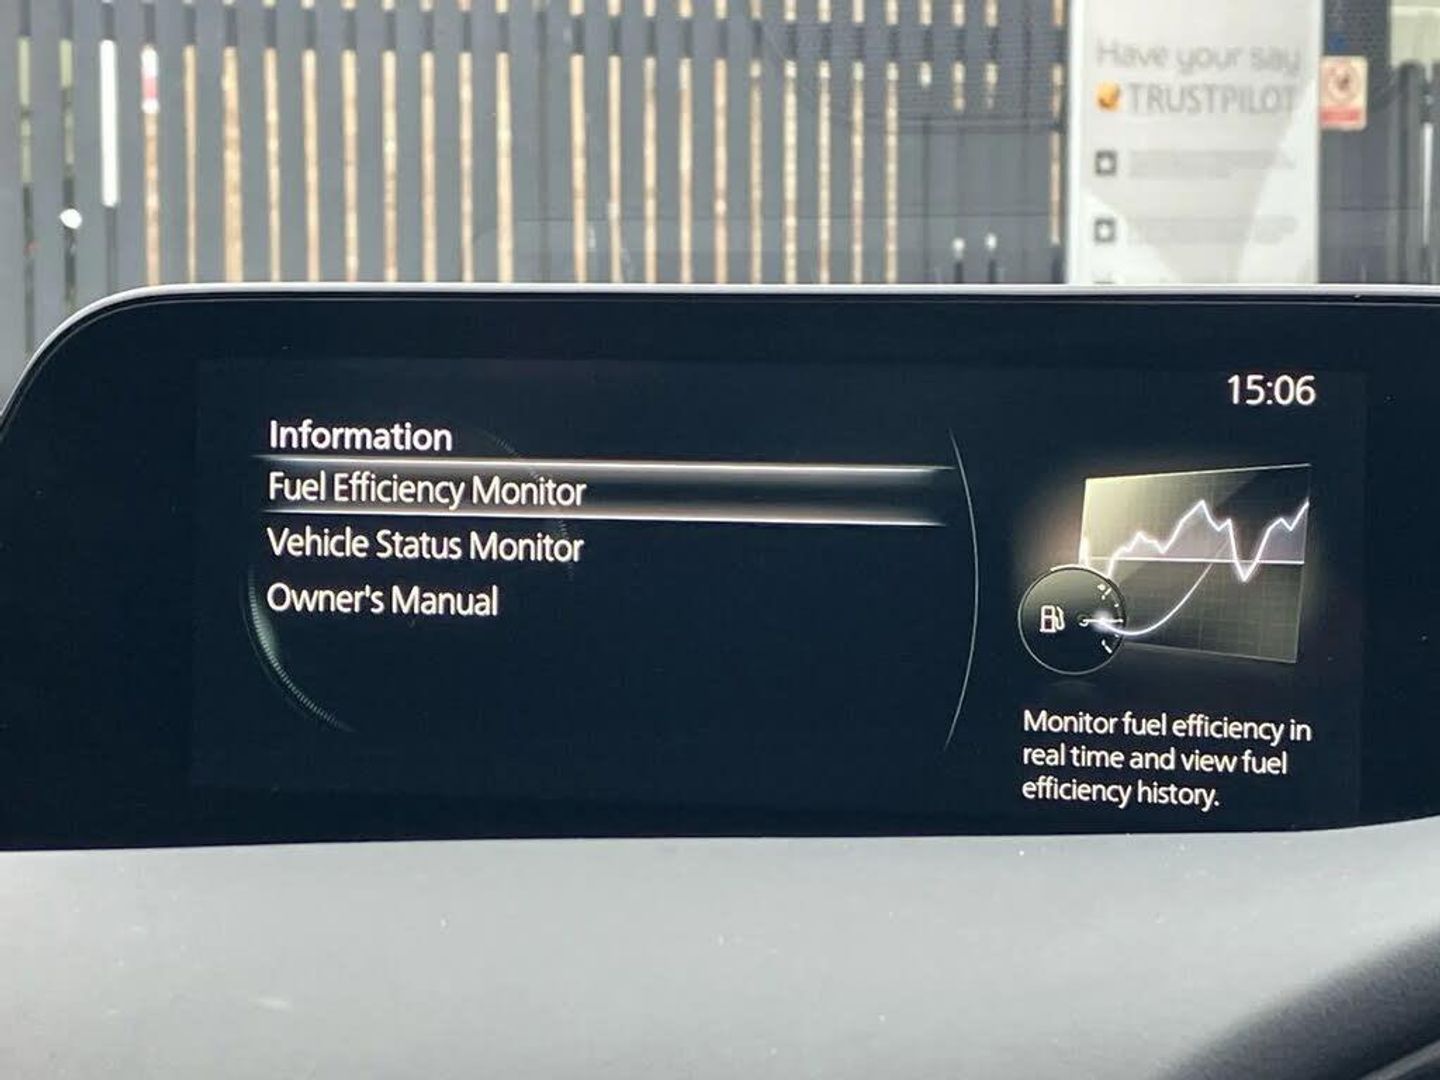 Have your say
TRUSTPILOT
15:06
Information
Fuel Efficiency Monitor
Vehicle Status Monitor
Owner's Manual
Monitor fuel efficiency in
real time and view fuel
efficiency history.